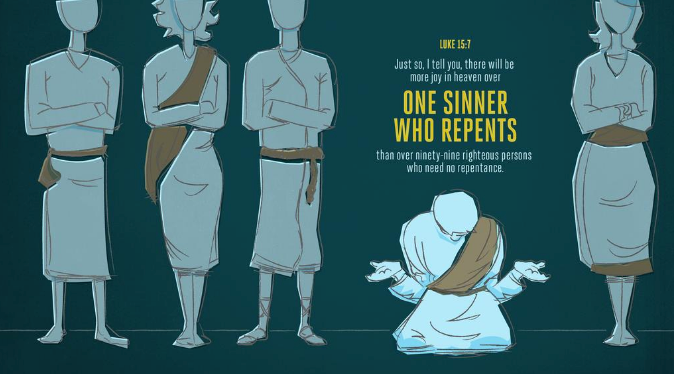 LUKE 15:7
Just so, I tell you, there will be
more joy in heaven over
ONE SINNER
WHO REPENTS
than over ninety-nine righteous persons
who need no repentance.